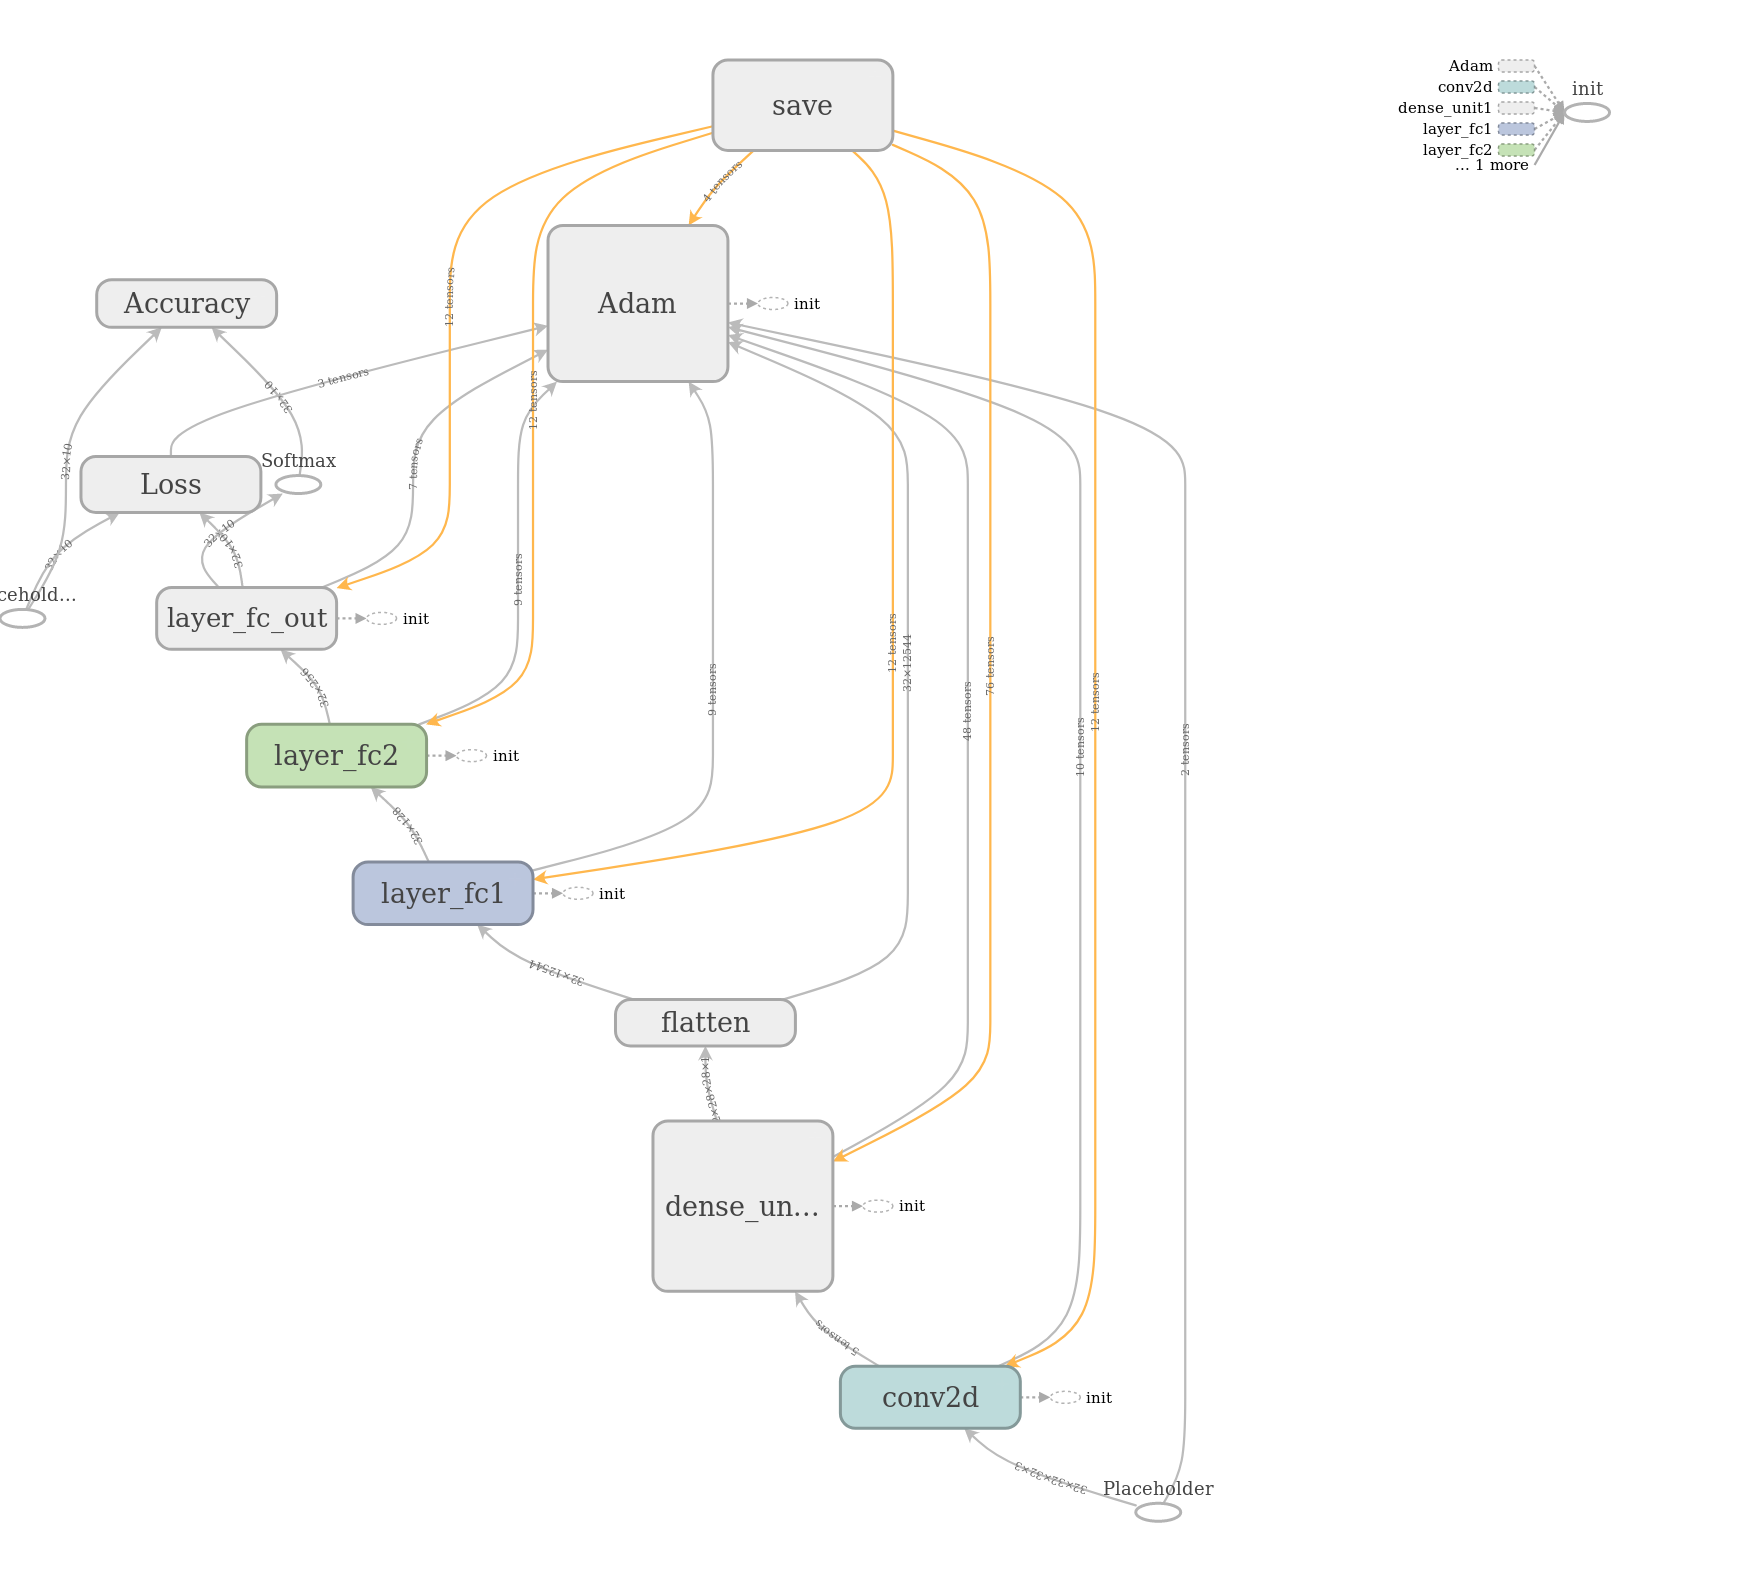 save
Adam
conv2d
dense_unit1
layer_fc1
layer_fc2
... 1 more
init
4 tensors
12 tensors
Adam
init
Accuracy
3 tensors
32×10
12 tensors
32×10
7 tensors
Softmax
Loss
32×10
32×10
32×10
9 tensors
cehold...
layer_fc_out
init
32×256
12 tensors
32×12544
76 tensors
48 tensors
9 tensors
12 tensors
10 tensors
2 tensors
layer_fc2
init
32×128
layer_fc1
init
32×12544
flatten
×28×28×1
dense_un...
init
5 tensors
conv2d
init
32×32×32×3
Placeholder